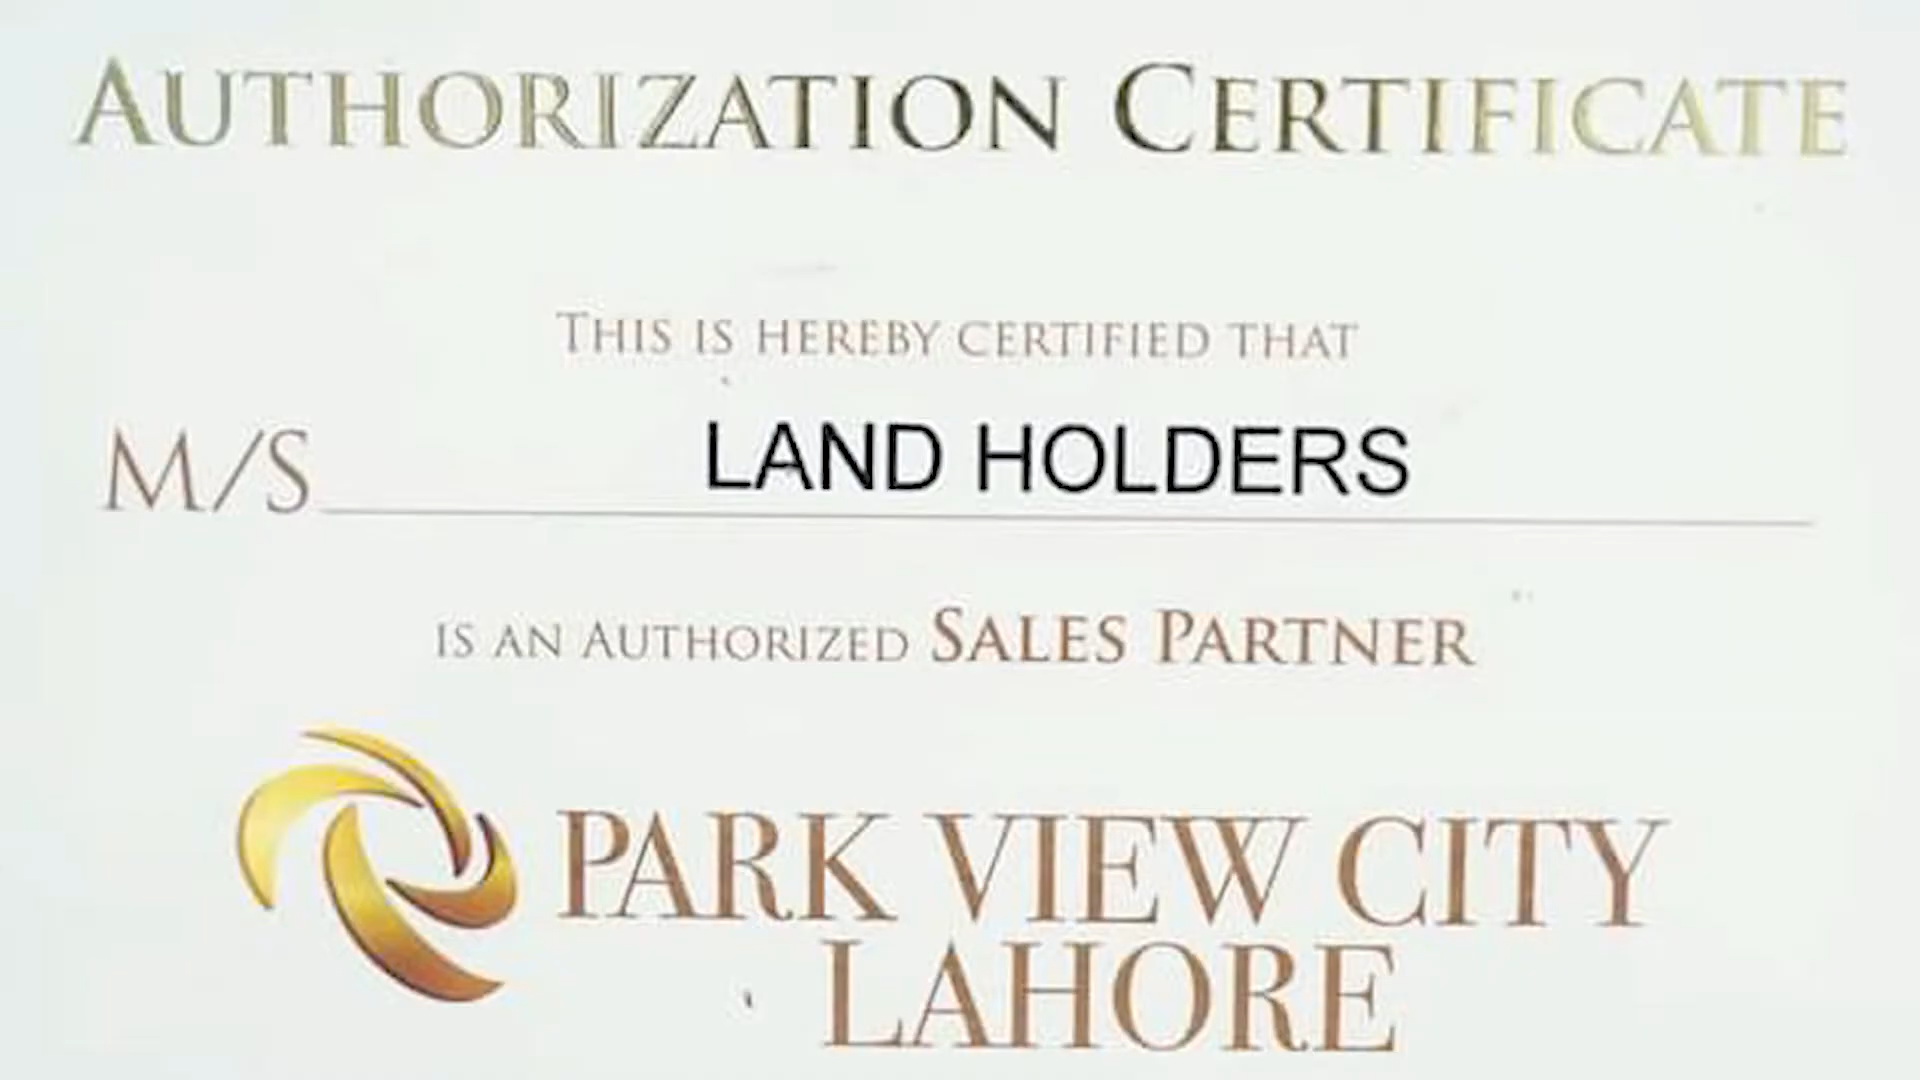 AUTHORIZATION CERTIFICATE
THIS IS HEREBY CERTIFIED THAT
M/S LAND HOLDERS
IS AN AUTHORIZED SALES PARTNER
PARK VIEW CITY
LAHORE